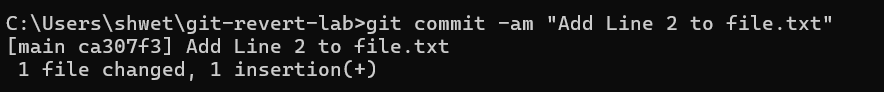 C:\Users\shwet\git-revert-lab>git commit -am "Add Line 2 to file.txt"
[main ca307f3] Add Line 2 to file.txt
 1 file changed, 1 insertion(+)